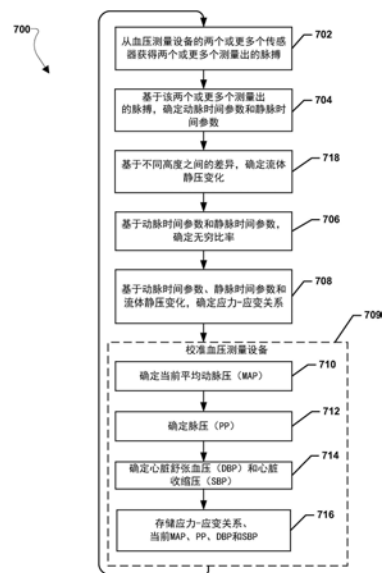 700
从血压测量设备的两个或更多个传感
器获得两个或更多个测量出的脉搏
702
基于该两个或更多个测量出
的脉搏，确定动脉时间参数和静脉时
间参数
704
基于不同高度之间的差异，确定流体
静压变化
718
基于动脉时间参数和静脉时间参数，
确定无穷比率
706
基于动脉时间参数、静脉时间参数和
流体静压变化，确定应力-应变关系
708
709
校准血压测量设备
确定当前平均动脉压（MAP）
710
确定脉压（PP）
712
确定心脏舒张血压（DBP）和心脏
收缩压（SBP）
714
存储应力-应变关系、
当前MAP、PP、DBP和SBP
716